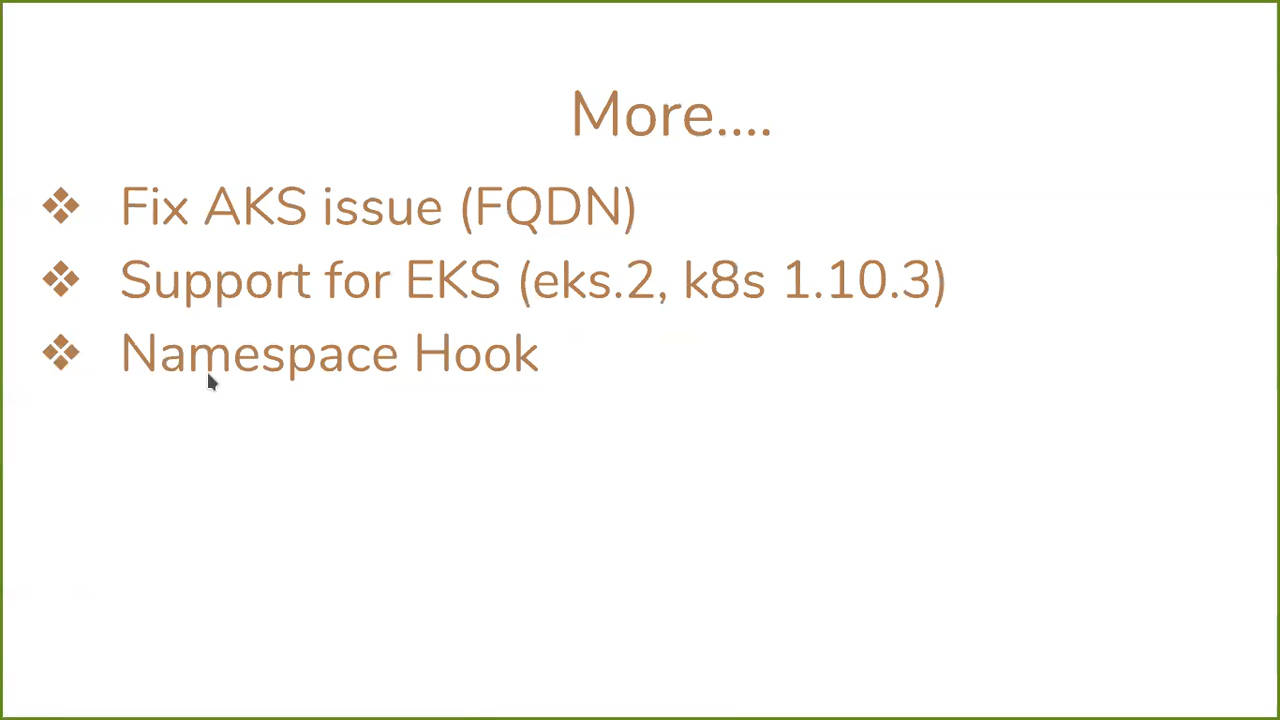 More....
❖ Fix AKS issue (FQDN)
❖ Support for EKS (eks.2, k8s 1.10.3)
❖ Namespace Hook